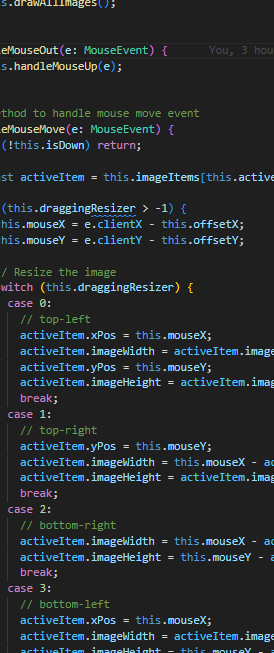 s.drawAllImages();
eMouseOut(e: MouseEvent) { You, 3 hou
s.handleMouseUp(e);
thod to handle mouse move event
eMouseMove(e: MouseEvent) {
(!this.isDown) return;
st activeItem = this.imageItems[this.active
(this.draggingResizer > -1) {
his.mouseX = e.clientX - this.offsetX;
his.mouseY = e.clientY - this.offsetY;
/ Resize the image
witch (this.draggingResizer) {
case 0:
// top-left
activeItem.xPos = this.mouseX;
activeItem.imageWidth = activeItem.image
activeItem.yPos = this.mouseY;
activeItem.imageHeight = activeItem.imag
break;
case 1:
// top-right
activeItem.yPos = this.mouseY;
activeItem.imageWidth = this.mouseX - ac
activeItem.imageHeight = activeItem.imag
break;
case 2:
// bottom-right
activeItem.imageWidth = this.mouseX - ac
activeItem.imageHeight = this.mouseY - a
break;
case 3:
// bottom-left
activeItem.xPos = this.mouseX;
activeItem.imageWidth = activeItem.image
activeItem.imageHeight = this.mouseY - a